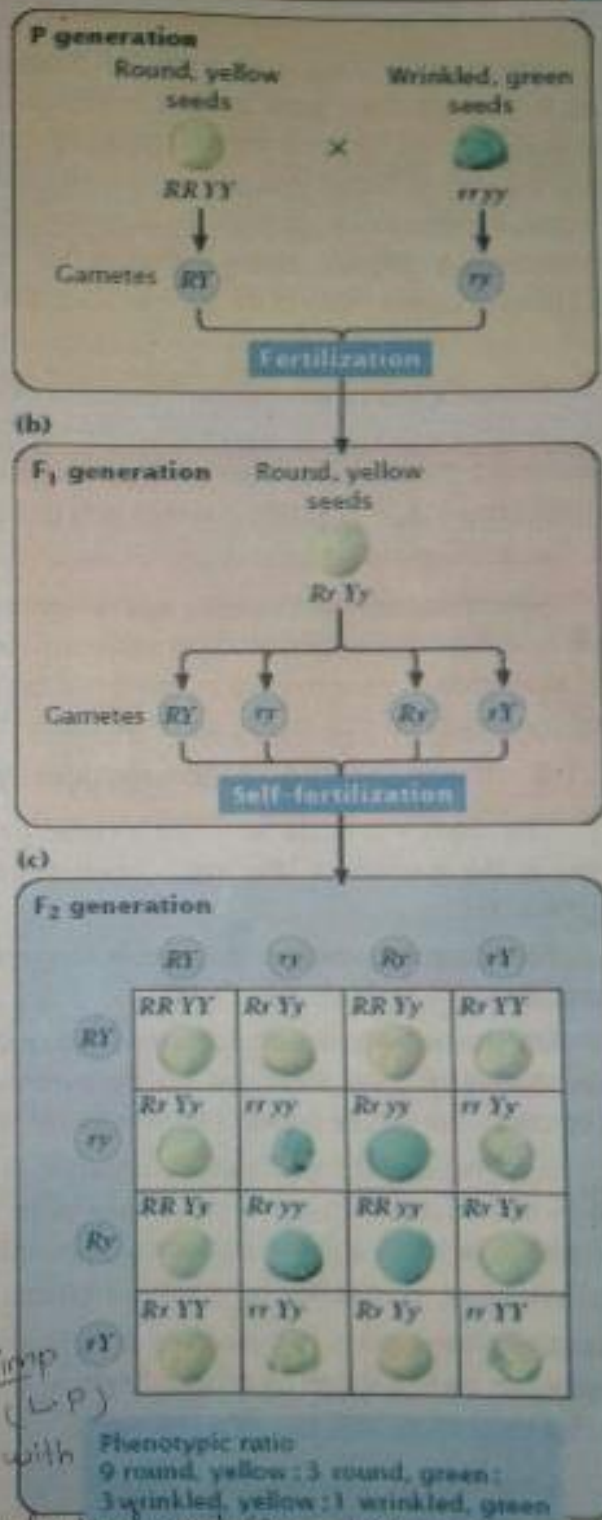 P generation
Round, yellow
seeds
Wrinkled, green
seeds
×
RR YY
rr yy
Gametes RY ry
Fertilization
(b)
F₁ generation Round, yellow
seeds
Rr Yy
Gametes RY ry Ry rY
Self-fertilization
(c)
F₂ generation
RY ry Ry rY
RR YY Rr Yy RR Yy Rr YY
RY
Rr Yy rr yy Rr yy rr Yy
ry
RR Yy Rr yy RR yy Rr Yy
Ry
Rr YY rr Yy Rr Yy rr YY
rY
imp
(L.P)
with
Phenotypic ratio
9 round, yellow : 3 round, green :
3 wrinkled, yellow : 1 wrinkled, green